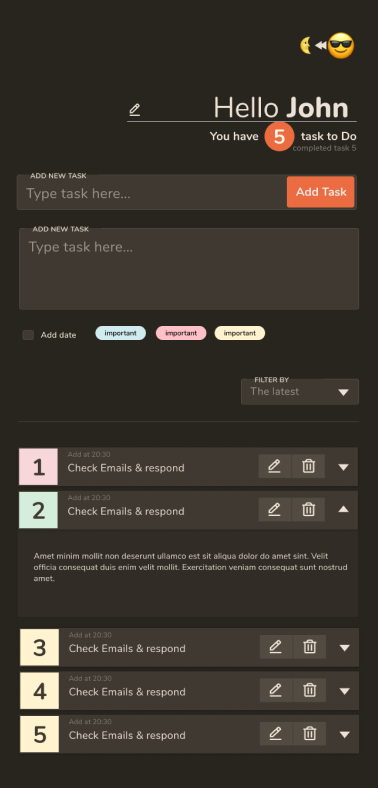 Hello John
You have 5 task to Do
completed task 5
ADD NEW TASK
Type task here...
Add Task
ADD NEW TASK
Type task here...
Add date
important
important
important
FILTER BY
The latest
1
Add at 20:30
Check Emails & respond
2
Add at 20:30
Check Emails & respond
Amet minim mollit non deserunt ullamco est sit aliqua dolor do amet sint. Velit
officia consequat duis enim velit mollit. Exercitation veniam consequat sunt nostrud
amet.
3
Add at 20:30
Check Emails & respond
4
Add at 20:30
Check Emails & respond
5
Add at 20:30
Check Emails & respond